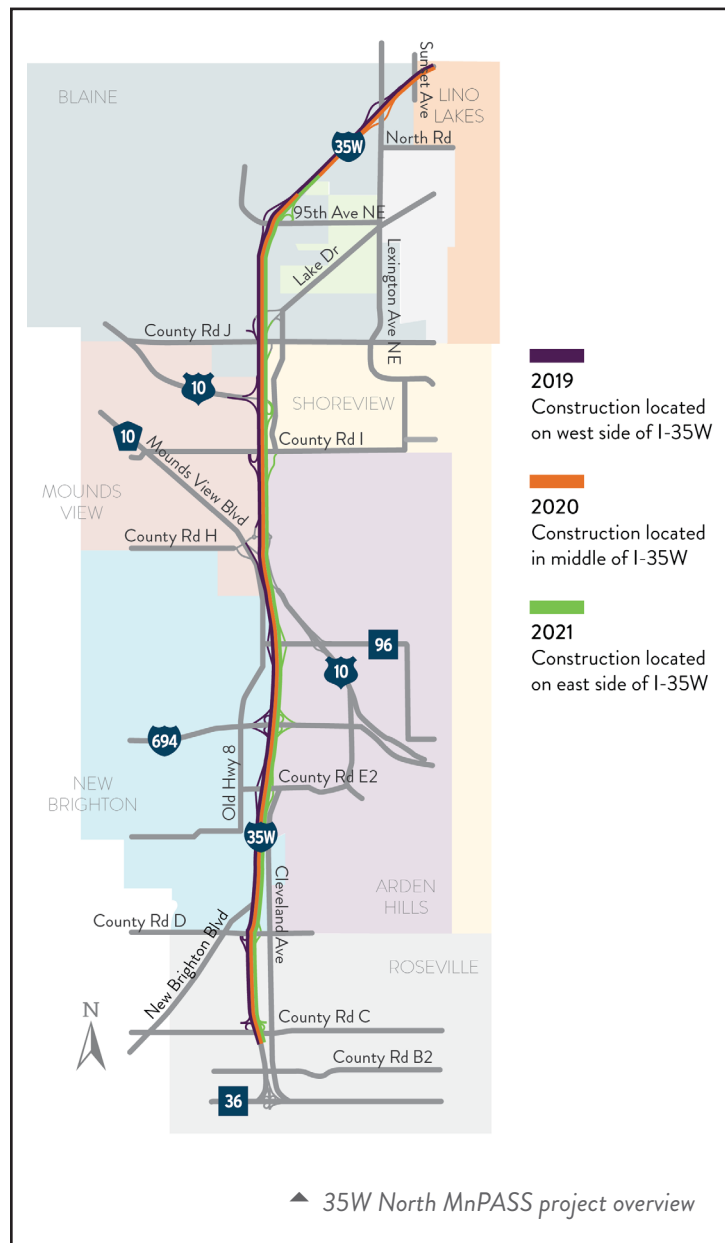 Sunset Ave
BLAINE
LINO
LAKES
35W
North Rd
95th Ave NE
Lake Dr
Lexington Ave NE
County Rd J
10
SHOREVIEW
10
Mounds View Blvd
County Rd I
MOUNDS
VIEW
County Rd H
96
10
694
Old Hwy 8
County Rd E2
NEW
BRIGHTON
35W
Cleveland Ave
ARDEN
HILLS
County Rd D
New Brighton Blvd
ROSEVILLE
N
County Rd C
County Rd B2
36
2019
Construction located
on west side of I-35W
2020
Construction located
in middle of I-35W
2021
Construction located
on east side of I-35W
35W North MnPASS project overview